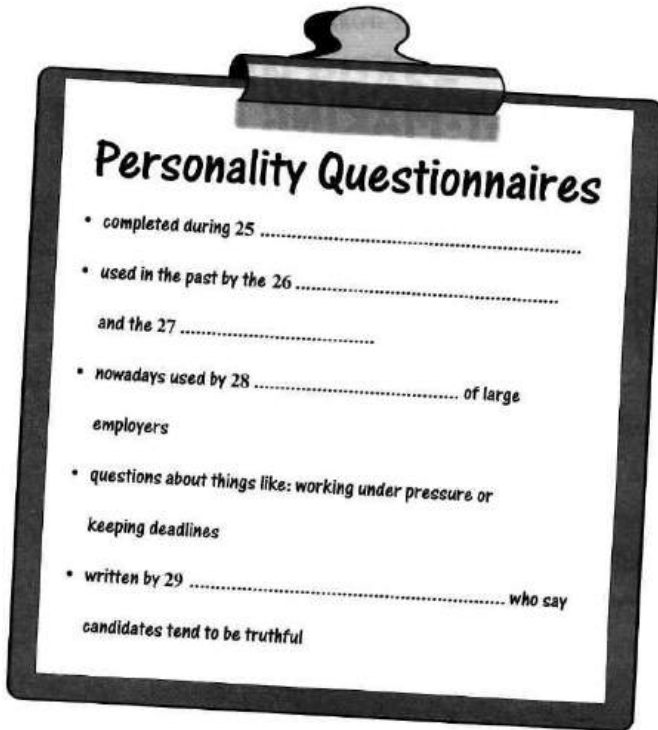 Personality Questionnaires
• completed during 25 ................................................
• used in the past by the 26 ................................................
and the 27 ................................
• nowadays used by 28 ................................ of large
employers
• questions about things like: working under pressure or
keeping deadlines
• written by 29 ................................................ who say
candidates tend to be truthful